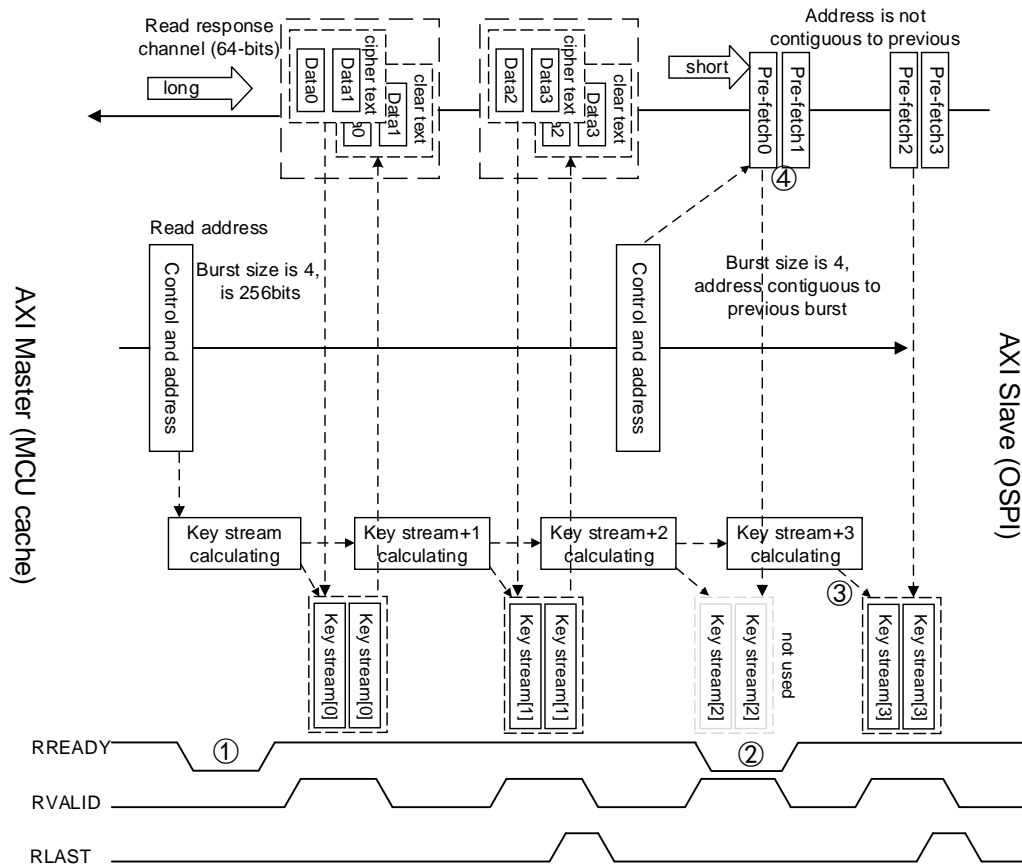 Read response
channel (64-bits)
long
Data0
Data1
cipher text
a0
Data1
clear text
Data2
Data3
cipher text
a2
Data3
clear text
short
Address is not
contiguous to previous
Pre-fetch0
Pre-fetch1
Pre-fetch2
Pre-fetch3
④
Read address
Control and address
Burst size is 4,
is 256bits
Control and address
Burst size is 4,
address contiguous to
previous burst
AXI Master (MCU cache)
AXI Slave (OSPI)
Key stream
calculating
Key stream+1
calculating
Key stream+2
calculating
Key stream+3
calculating
③
Key stream[0]
Key stream[0]
Key stream[1]
Key stream[1]
Key stream[2]
Key stream[2]
not used
Key stream[3]
Key stream[3]
RREADY
①
②
RVALID
RLAST